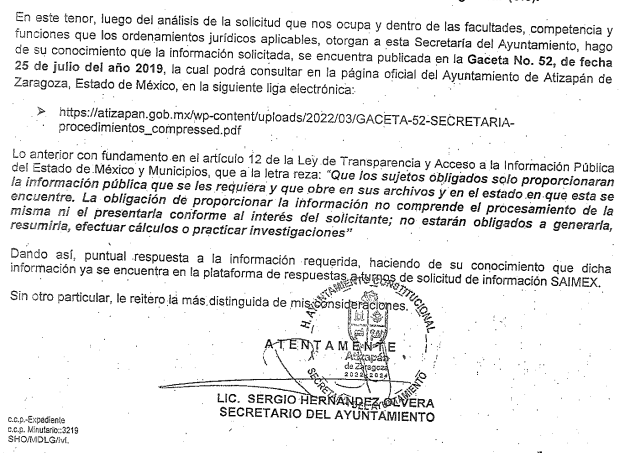 En este tenor, luego del análisis de la solicitud que nos ocupa y dentro de las facultades, competencia y
funciones que los ordenamientos jurídicos aplicables, otorgan a esta Secretaría del Ayuntamiento, hago
de su conocimiento que la información solicitada, se encuentra publicada en la Gaceta No. 52, de fecha
25 de julio del año 2019, la cual podrá consultar en la página oficial del Ayuntamiento de Atizapán de
Zaragoza, Estado de México, en la siguiente liga electrónica:
➢ https://atizapan.gob.mx/wp-content/uploads/2022/03/GACETA-52-SECRETARIA-
procedimientos_compressed.pdf
Lo anterior con fundamento en el artículo 12 de la Ley de Transparencia y Acceso a la Información Pública
del Estado de México y Municipios, que a la letra reza: "Que los sujetos obligados solo proporcionaran
la información pública que se les requiera y que obre en sus archivos y en el estado en que esta se
encuentre. La obligación de proporcionar la información no comprende el procesamiento de la
misma ni el presentarla conforme al interés del solicitante; no estarán obligados a generarla,
resumirla, efectuar cálculos o practicar investigaciones"
Dando así, puntual respuesta a la información requerida, haciendo de su conocimiento que dicha
información ya se encuentra en la plataforma de respuestas a turnos de solicitud de información SAIMEX.
Sin otro particular, le reitero la más distinguida de mis consideraciones.
H. AYUNTAMIENTO CONSTITUCIONAL
ATENTAMENTE
Atizapán
de Zaragoza
2022-2024
SECRETARÍA DEL AYUNTAMIENTO
LIC. SERGIO HERNÁNDEZ OLVERA
SECRETARIO DEL AYUNTAMIENTO
c.c.p.-Expediente
c.c.p. Minutario:3219